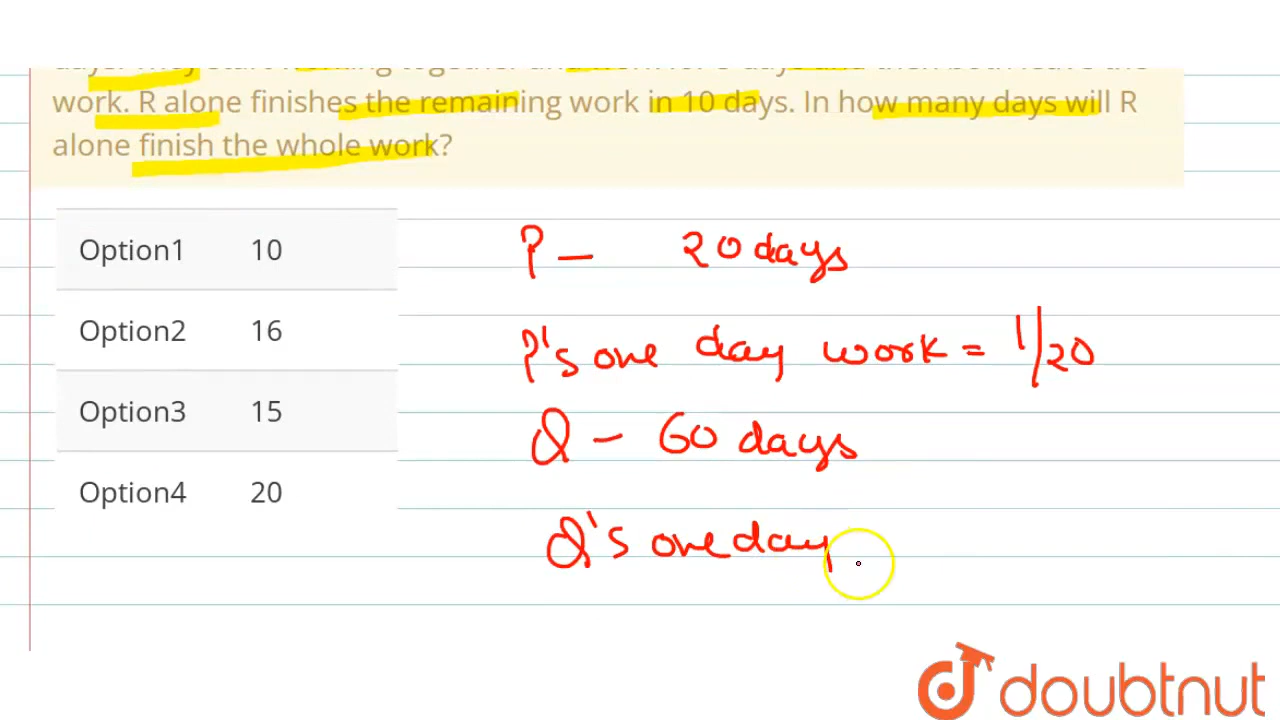 work. R alone finishes the remaining work in 10 days. In how many days will R
alone finish the whole work?
Option1 10
Option2 16
Option3 15
Option4 20
P - 20 days
P's one day work = 1/20
Q - 60 days
Q's one day
doubtnut